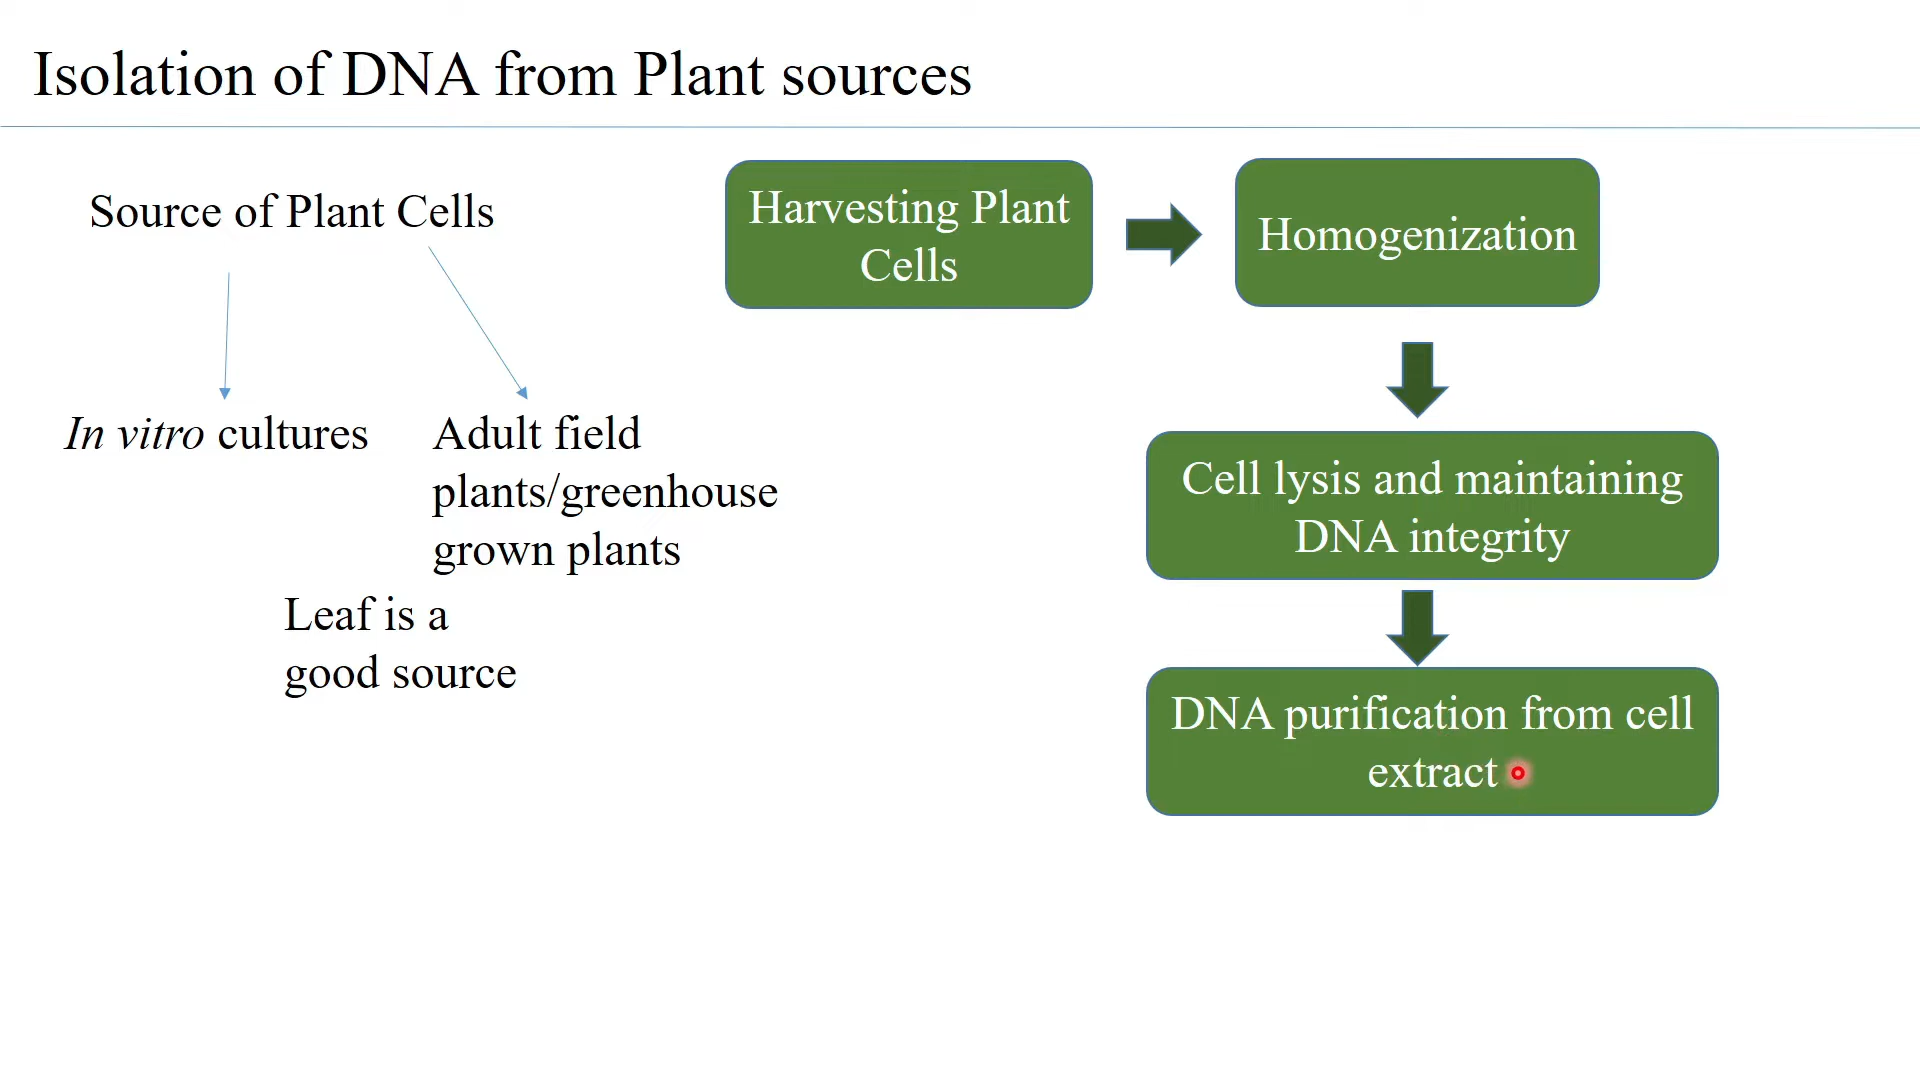 Isolation of DNA from Plant sources
Source of Plant Cells
In vitro cultures
Adult field
plants/greenhouse
grown plants
Leaf is a
good source
Harvesting Plant
Cells
Homogenization
Cell lysis and maintaining
DNA integrity
DNA purification from cell
extract